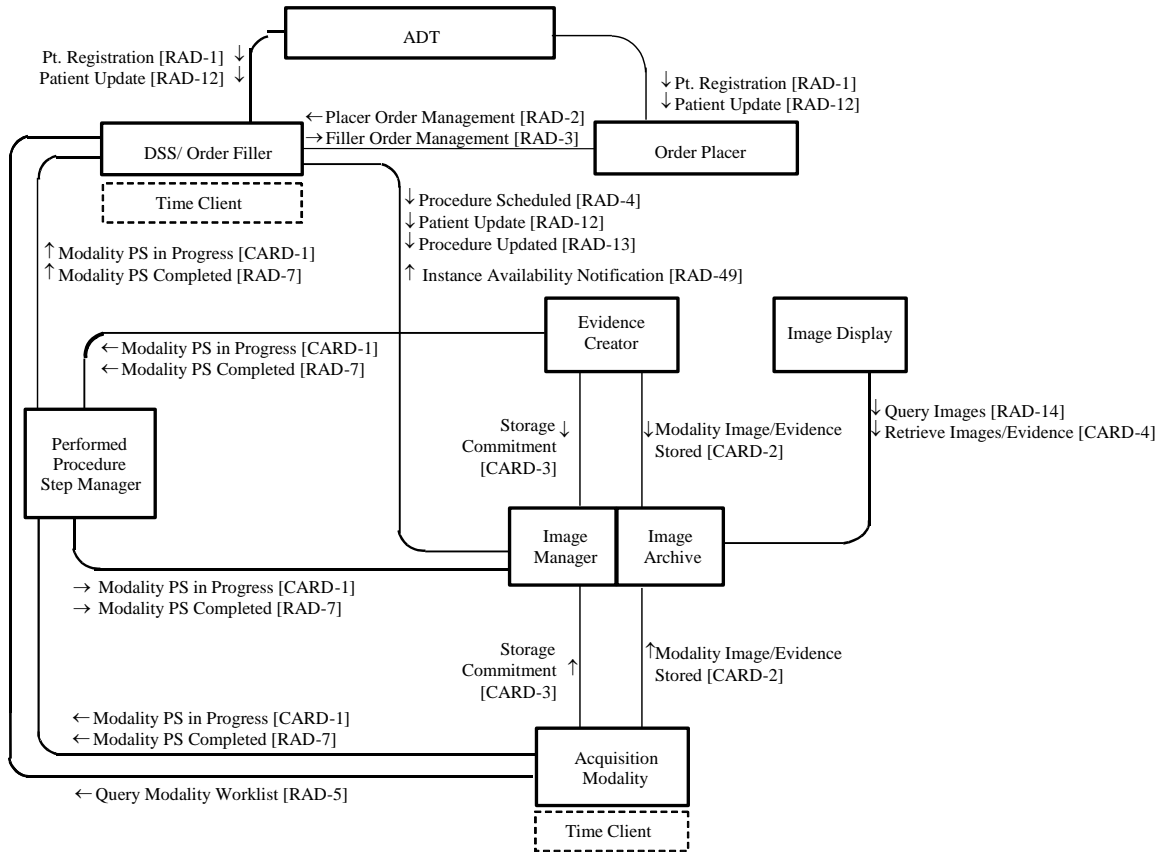 ADT
Pt. Registration [RAD-1] ↓
Patient Update [RAD-12] ↓
↓ Pt. Registration [RAD-1]
↓ Patient Update [RAD-12]
← Placer Order Management [RAD-2]
→ Filler Order Management [RAD-3]
DSS/ Order Filler
Order Placer
Time Client
↓ Procedure Scheduled [RAD-4]
↓ Patient Update [RAD-12]
↓ Procedure Updated [RAD-13]
↑ Instance Availability Notification [RAD-49]
↑ Modality PS in Progress [CARD-1]
↑ Modality PS Completed [RAD-7]
Evidence
Creator
Image Display
← Modality PS in Progress [CARD-1]
← Modality PS Completed [RAD-7]
↓ Query Images [RAD-14]
↓ Retrieve Images/Evidence [CARD-4]
Storage
Commitment ↓
[CARD-3]
↓ Modality Image/Evidence
Stored [CARD-2]
Performed
Procedure
Step Manager
Image
Manager
Image
Archive
→ Modality PS in Progress [CARD-1]
→ Modality PS Completed [RAD-7]
Storage
Commitment ↑
[CARD-3]
↑ Modality Image/Evidence
Stored [CARD-2]
← Modality PS in Progress [CARD-1]
← Modality PS Completed [RAD-7]
Acquisition
Modality
← Query Modality Worklist [RAD-5]
Time Client